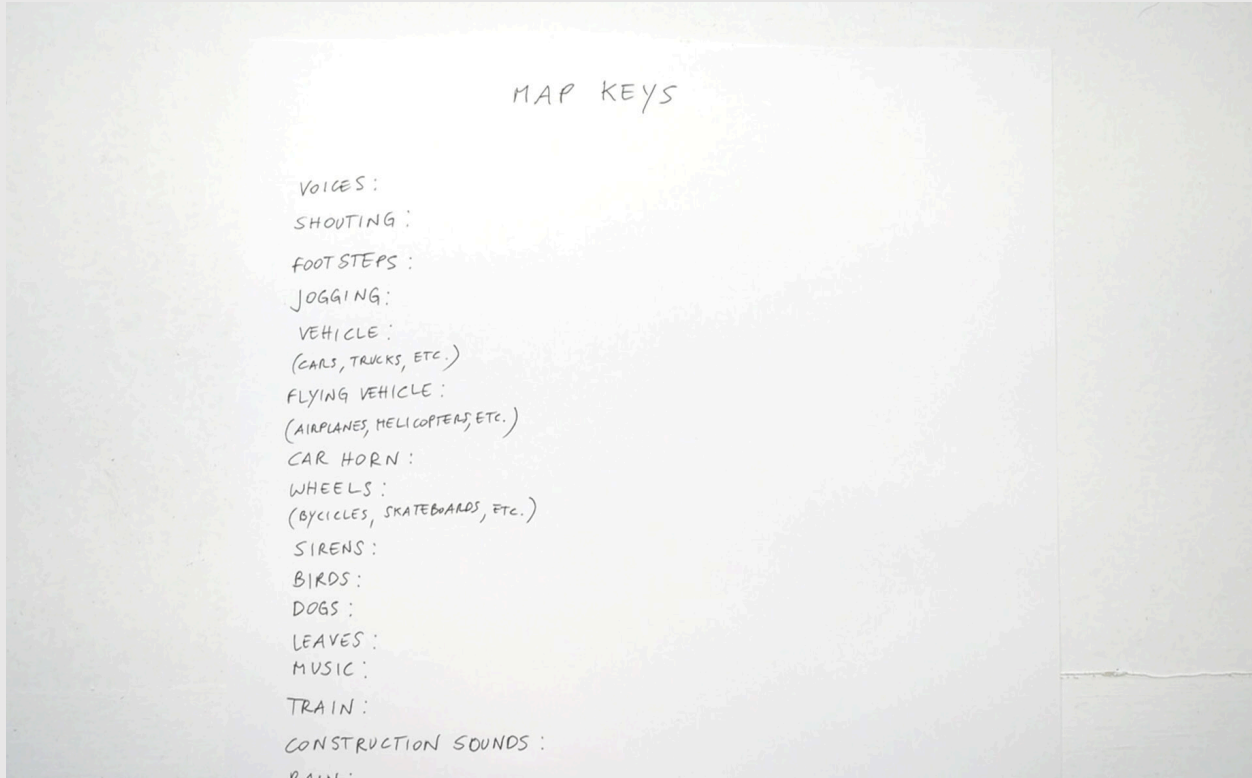 MAP KEYS
VOICES:
SHOUTING:
FOOTSTEPS:
JOGGING:
VEHICLE:
(CARS, TRUCKS, ETC.)
FLYING VEHICLE:
(AIRPLANES, HELICOPTERS, ETC.)
CAR HORN:
WHEELS:
(BYCICLES, SKATEBOARDS, ETC.)
SIRENS:
BIRDS:
DOGS:
LEAVES:
MUSIC:
TRAIN:
CONSTRUCTION SOUNDS: